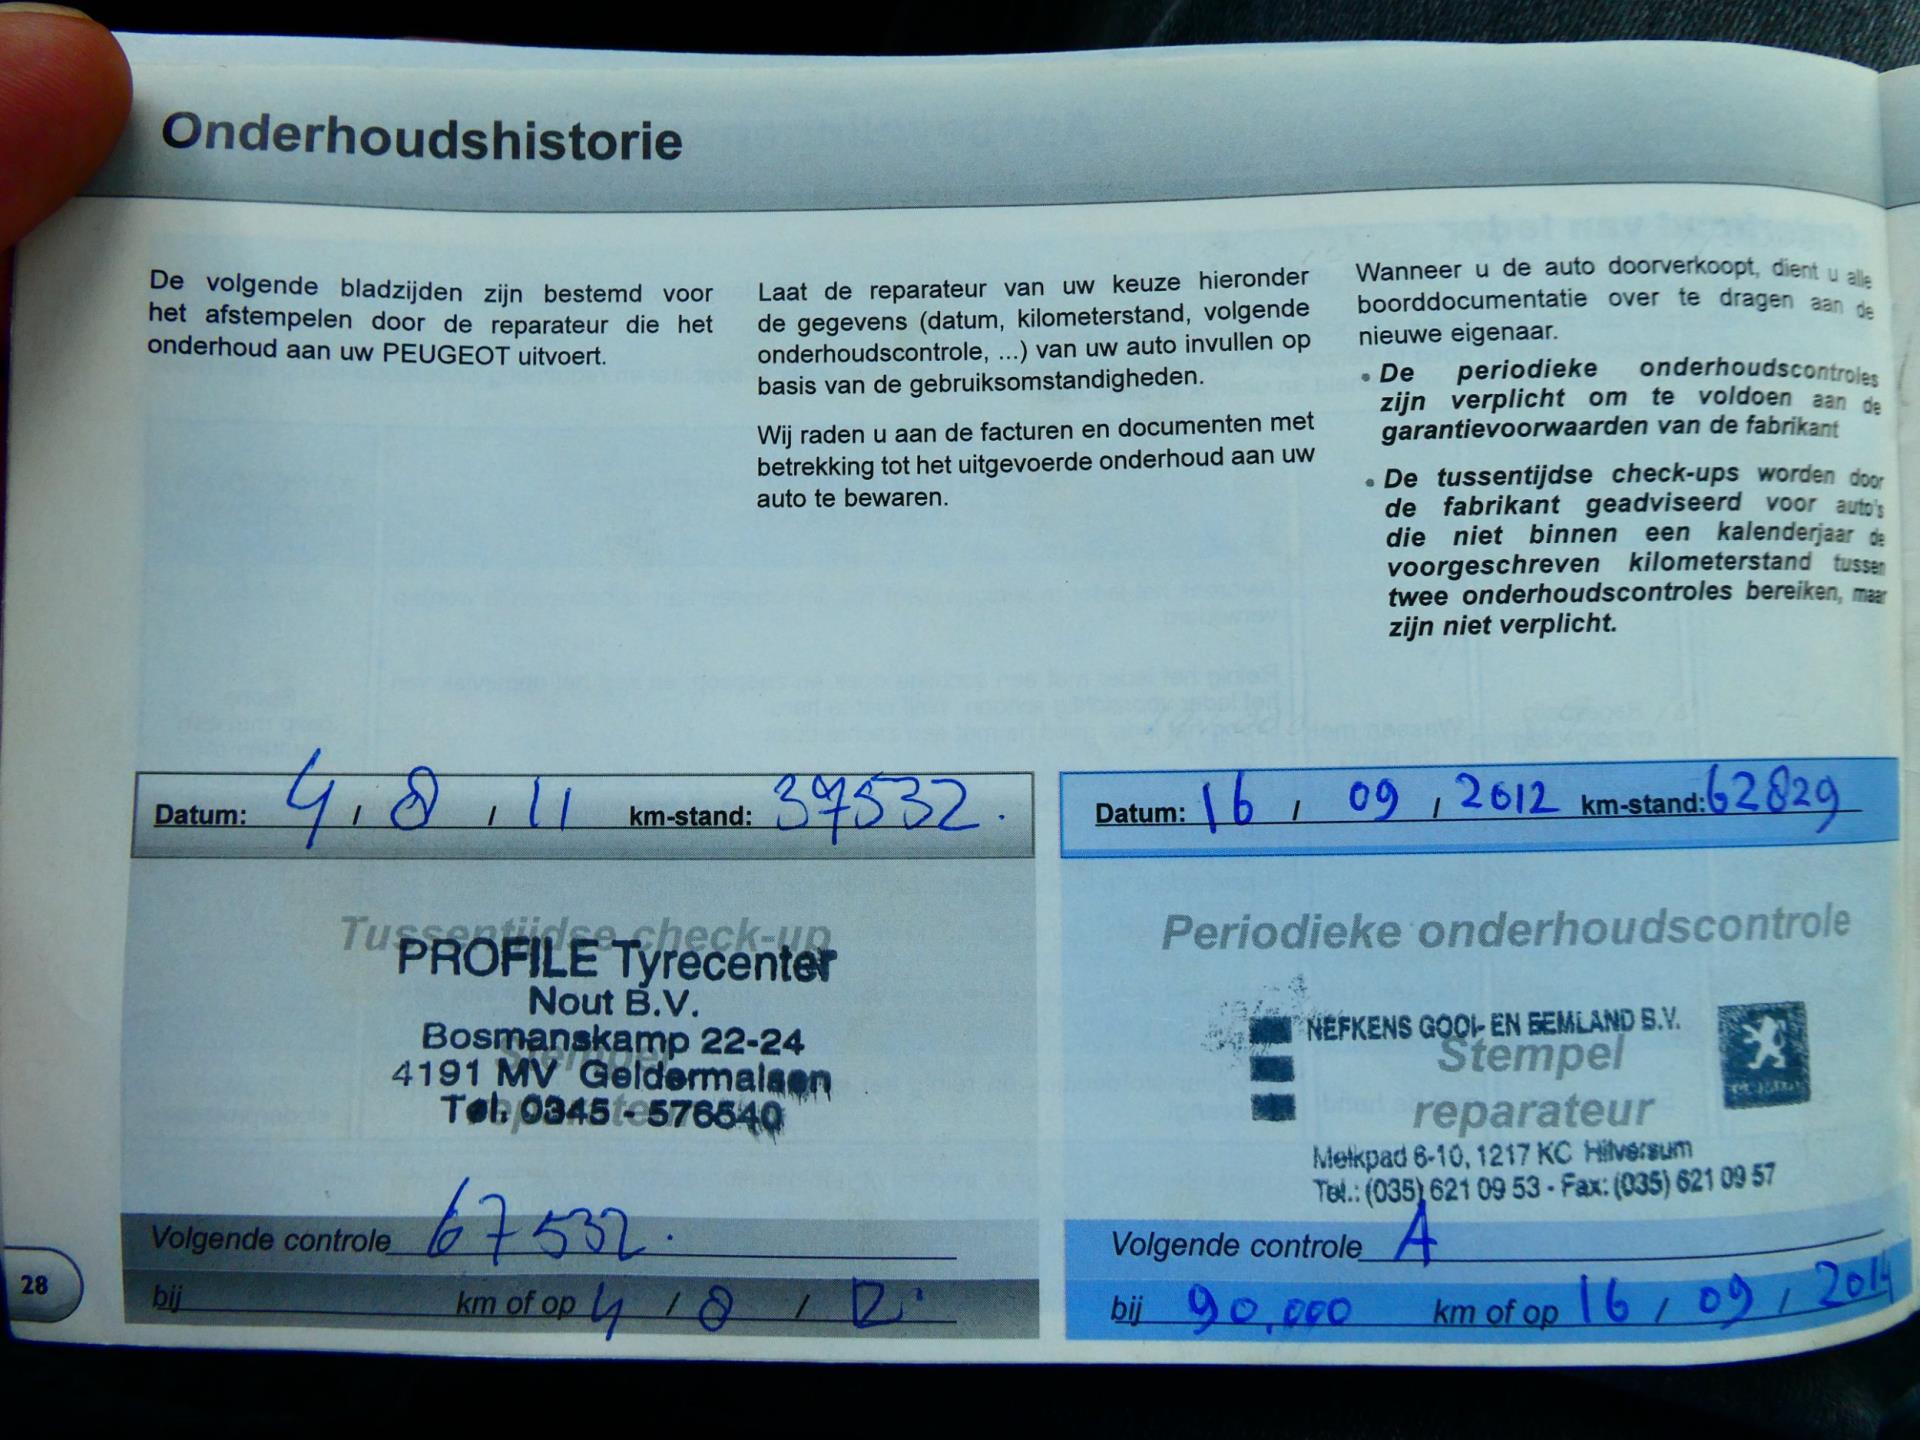 Onderhoudshistorie
De volgende bladzijden zijn bestemd voor
het afstempelen door de reparateur die het
onderhoud aan uw PEUGEOT uitvoert.
Laat de reparateur van uw keuze hieronder
de gegevens (datum, kilometerstand, volgende
onderhoudscontrole, ...) van uw auto invullen op
basis van de gebruiksomstandigheden.
Wij raden u aan de facturen en documenten met
betrekking tot het uitgevoerde onderhoud aan uw
auto te bewaren.
Wanneer u de auto doorverkoopt, dient u alle
boorddocumentatie over te dragen aan de
nieuwe eigenaar.
• De periodieke onderhoudscontroles
zijn verplicht om te voldoen aan de
garantievoorwaarden van de fabrikant
• De tussentijdse check-ups worden door
de fabrikant geadviseerd voor auto's
die niet binnen een kalenderjaar de
voorgeschreven kilometerstand tussen
twee onderhoudscontroles bereiken, maar
zijn niet verplicht.
Datum: 4 / 8 / 11 km-stand: 37532.
Tussentijdse check-up
PROFILE Tyrecenter
Nout B.V.
Bosmanskamp 22-24
Stempel
4191 MV Geldermalsen
Tel. 0345 - 576540
reparateur
Volgende controle 67532.
bij km of op 4 / 8 / 12.
Datum: 16 / 09 / 2012 km-stand: 62829
Periodieke onderhoudscontrole
NEFKENS GOOI- EN EEMLAND B.V.
Stempel
reparateur
Melkpad 6-10, 1217 KC Hilversum
Tel.: (035) 621 09 53 - Fax: (035) 621 09 57
Volgende controle A
bij 90.000 km of op 16 / 09 / 2014
28